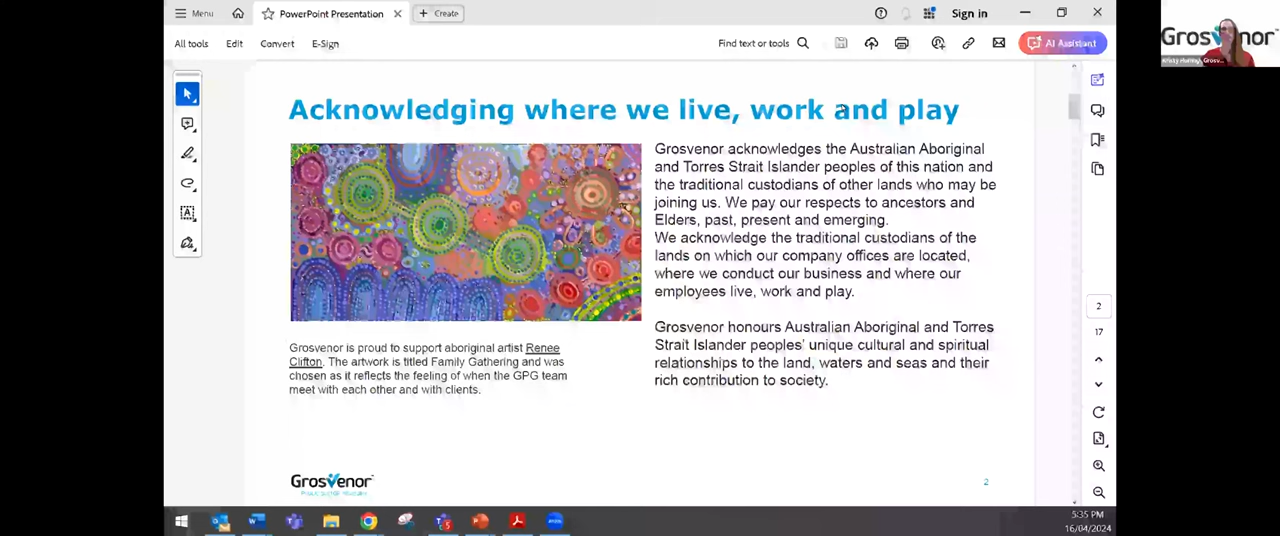 Menu
PowerPoint Presentation
Create
Sign in
All tools
Edit
Convert
E-Sign
Find text or tools
AI Assistant
Grosvenor
Acknowledging where we live, work and play
Grosvenor acknowledges the Australian Aboriginal
and Torres Strait Islander peoples of this nation and
the traditional custodians of other lands who may be
joining us. We pay our respects to ancestors and
Elders, past, present and emerging.
We acknowledge the traditional custodians of the
lands on which our company offices are located,
where we conduct our business and where our
employees live, work and play.
Grosvenor honours Australian Aboriginal and Torres
Strait Islander peoples' unique cultural and spiritual
relationships to the land, waters and seas and their
rich contribution to society.
Grosvenor is proud to support aboriginal artist Renee
Clifton. The artwork is titled Family Gathering and was
chosen as it reflects the feeling of when the GPG team
meet with each other and with clients.
Grosvenor
2
2
17
5:35 PM
16/04/2024